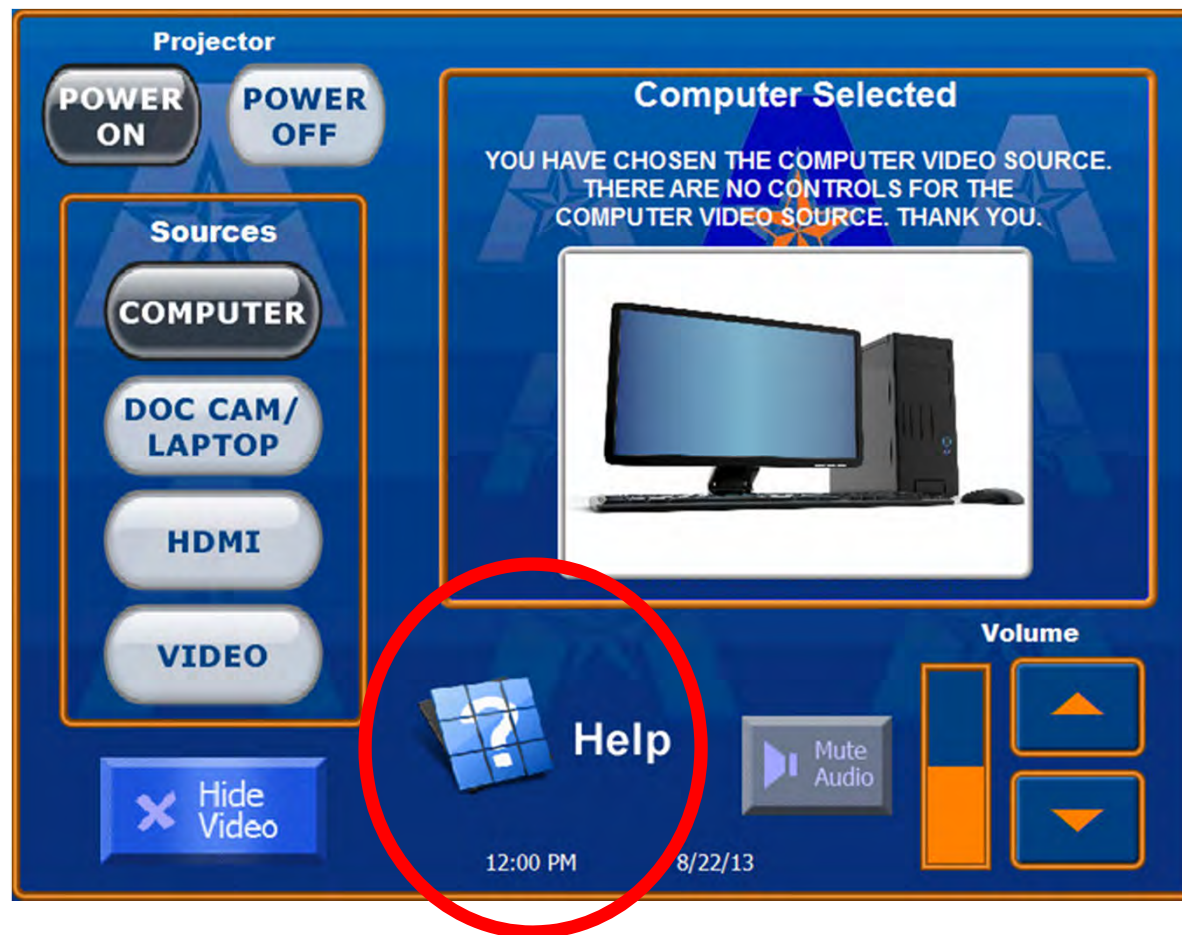 Projector
POWER
ON
POWER
OFF
Sources
COMPUTER
DOC CAM/
LAPTOP
HDMI
VIDEO
Hide
Video
Computer Selected
YOU HAVE CHOSEN THE COMPUTER VIDEO SOURCE.
THERE ARE NO CONTROLS FOR THE
COMPUTER VIDEO SOURCE. THANK YOU.
?
Help
Mute
Audio
Volume
12:00 PM
8/22/13